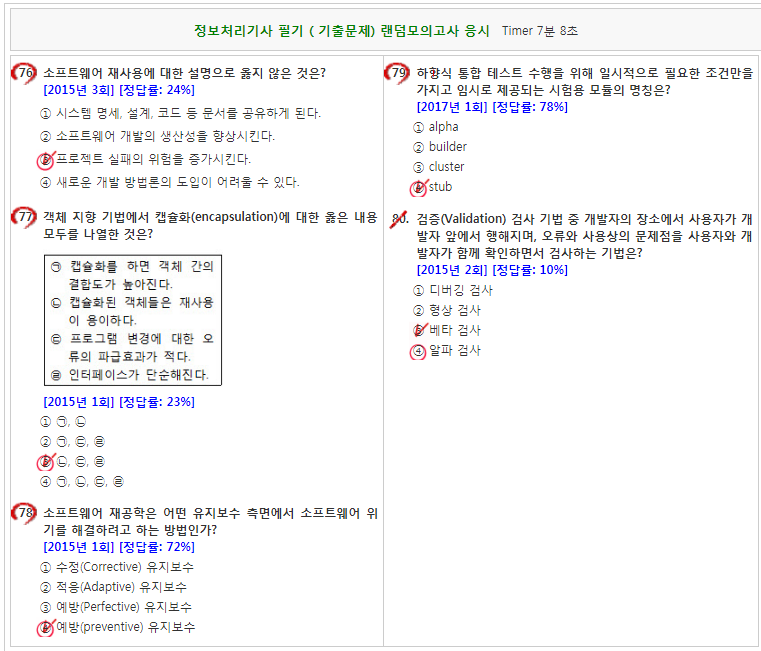 정보처리기사 필기 ( 기출문제) 랜덤모의고사 응시 Timer 7분 8초
76. 소프트웨어 재사용에 대한 설명으로 옳지 않은 것은?
[2015년 3회] [정답률: 24%]
① 시스템 명세, 설계, 코드 등 문서를 공유하게 된다.
② 소프트웨어 개발의 생산성을 향상시킨다.
③ 프로젝트 실패의 위험을 증가시킨다.
④ 새로운 개발 방법론의 도입이 어려울 수 있다.
77. 객체 지향 기법에서 캡슐화(encapsulation)에 대한 옳은 내용
모두를 나열한 것은?
㉠ 캡슐화를 하면 객체 간의
결합도가 높아진다.
㉡ 캡슐화된 객체들은 재사용
이 용이하다.
㉢ 프로그램 변경에 대한 오
류의 파급효과가 적다.
㉣ 인터페이스가 단순해진다.
[2015년 1회] [정답률: 23%]
① ㉠, ㉡
② ㉠, ㉢, ㉣
③ ㉡, ㉢, ㉣
④ ㉠, ㉡, ㉢, ㉣
78. 소프트웨어 재공학은 어떤 유지보수 측면에서 소프트웨어 위
기를 해결하려고 하는 방법인가?
[2015년 1회] [정답률: 72%]
① 수정(Corrective) 유지보수
② 적응(Adaptive) 유지보수
③ 예방(Perfective) 유지보수
④ 예방(preventive) 유지보수
79. 하향식 통합 테스트 수행을 위해 일시적으로 필요한 조건만을
가지고 임시로 제공되는 시험용 모듈의 명칭은?
[2017년 1회] [정답률: 78%]
① alpha
② builder
③ cluster
④ stub
80. 검증(Validation) 검사 기법 중 개발자의 장소에서 사용자가 개
발자 앞에서 행해지며, 오류와 사용상의 문제점을 사용자와 개
발자가 함께 확인하면서 검사하는 기법은?
[2015년 2회] [정답률: 10%]
① 디버깅 검사
② 형상 검사
③ 베타 검사
④ 알파 검사